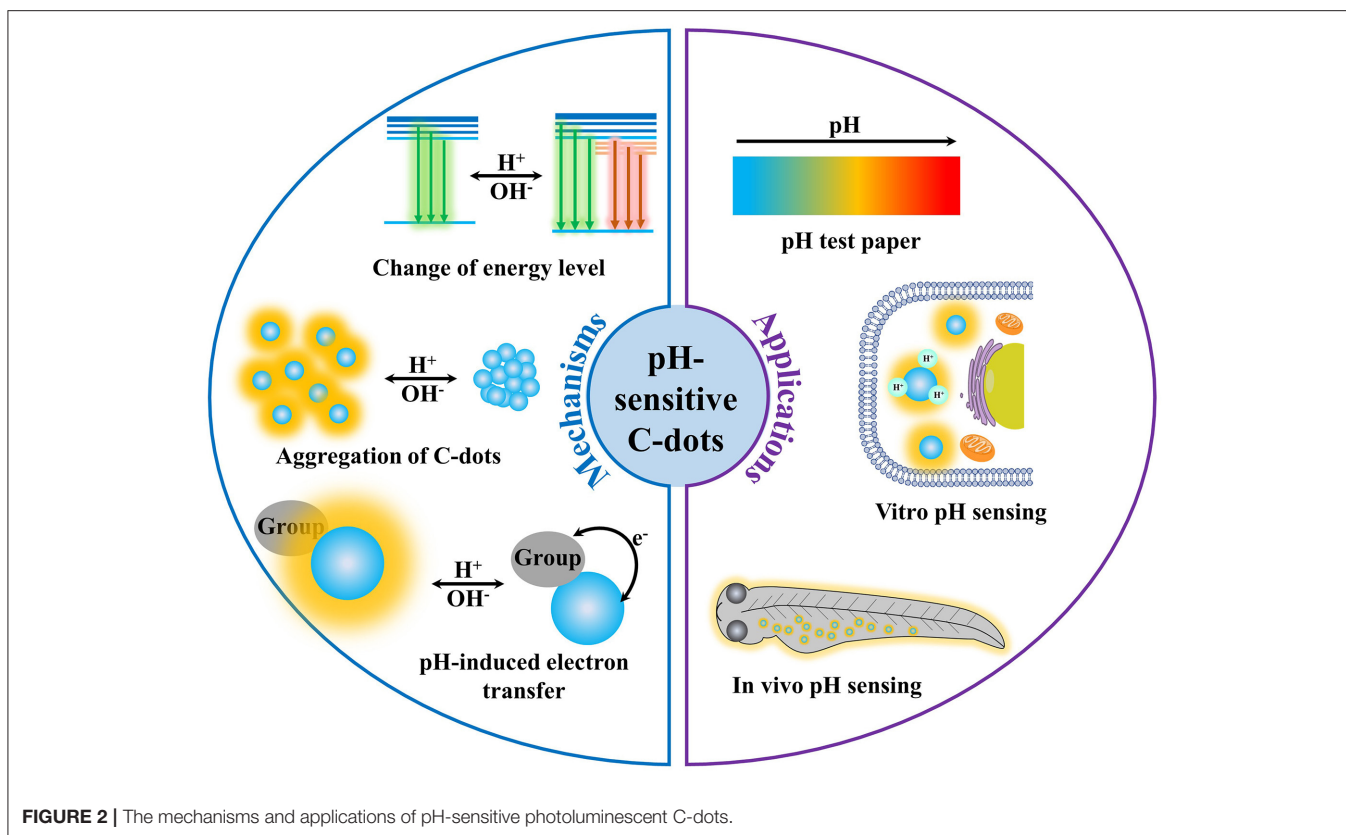 H⁺
OH⁻
Change of energy level
H⁺
OH⁻
Aggregation of C-dots
Group
H⁺
OH⁻
Group
e⁻
pH-induced electron
transfer
Mechanisms
pH-
sensitive
C-dots
Applications
pH
pH test paper
H⁺
H⁺
H⁺
Vitro pH sensing
In vivo pH sensing
FIGURE 2 | The mechanisms and applications of pH-sensitive photoluminescent C-dots.